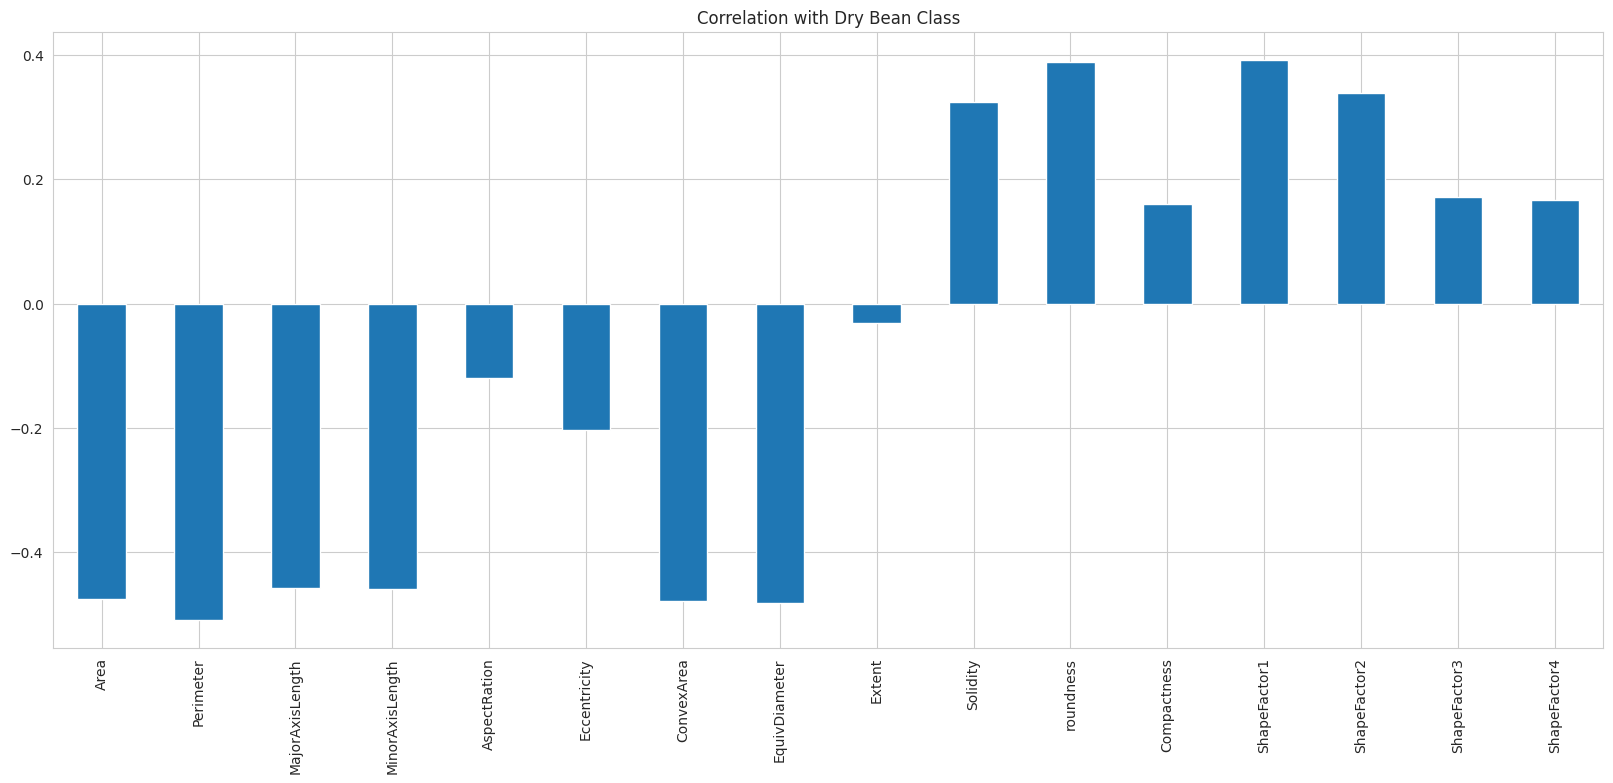 Correlation with Dry Bean Class
0.4
0.2
0.0
−0.2
−0.4
Area
Perimeter
MajorAxisLength
MinorAxisLength
AspectRation
Eccentricity
ConvexArea
EquivDiameter
Extent
Solidity
roundness
Compactness
ShapeFactor1
ShapeFactor2
ShapeFactor3
ShapeFactor4